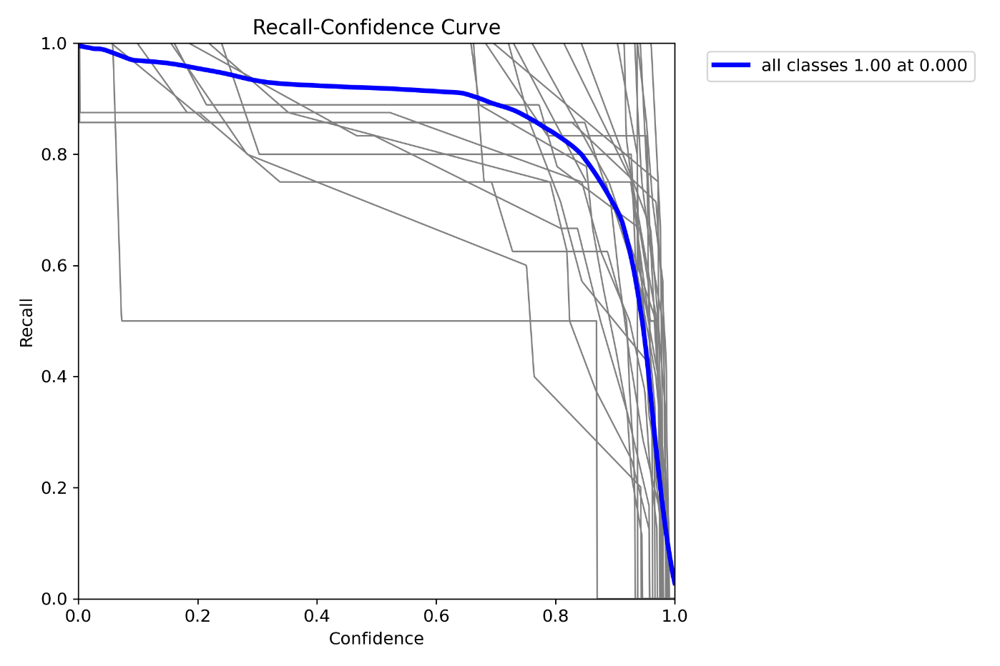 Recall-Confidence Curve
all classes 1.00 at 0.000
1.0
0.8
0.6
0.4
0.2
0.0
Recall
0.0 0.2 0.4 0.6 0.8 1.0
Confidence